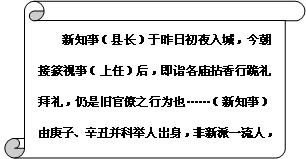 新知事（县长）于昨日初夜入城，今朝
接篆视事（上任）后，即诣各庙拈香行跪礼
拜礼，仍是旧官僚之行为也……（新知事）
由庚子、辛丑并科举人出身，非新派一流人，